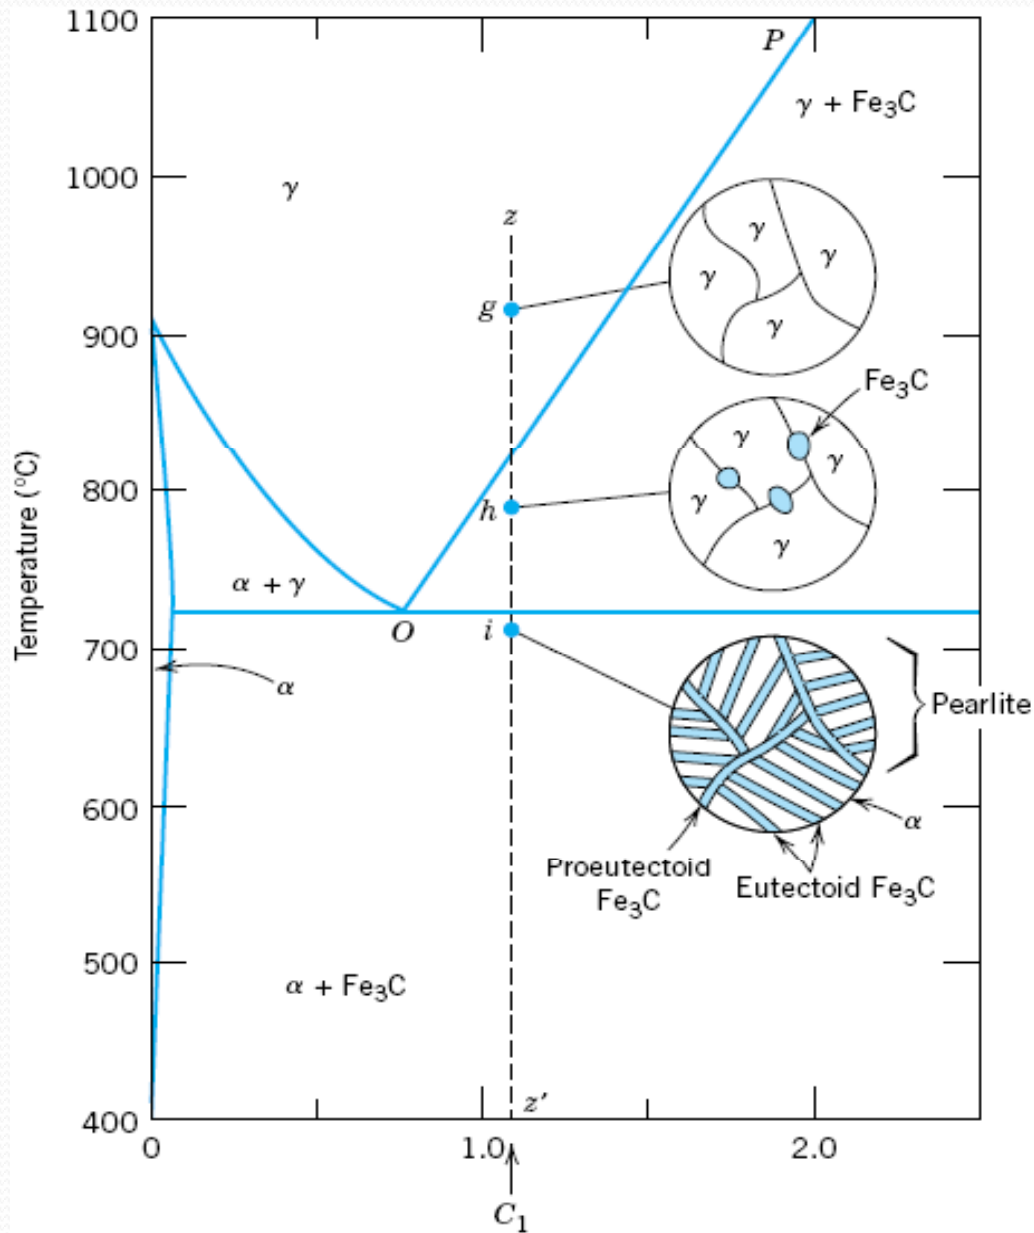 1100
P
γ + Fe₃C
1000
γ
z
γ
γ
γ
g
γ
900
Fe₃C
γ
γ
800
h
γ
γ
α + γ
Temperature (°C)
O
i
700
α
Pearlite
600
α
Proeutectoid
Fe₃C
Eutectoid Fe₃C
500
α + Fe₃C
z'
400
0
1.0
2.0
C₁